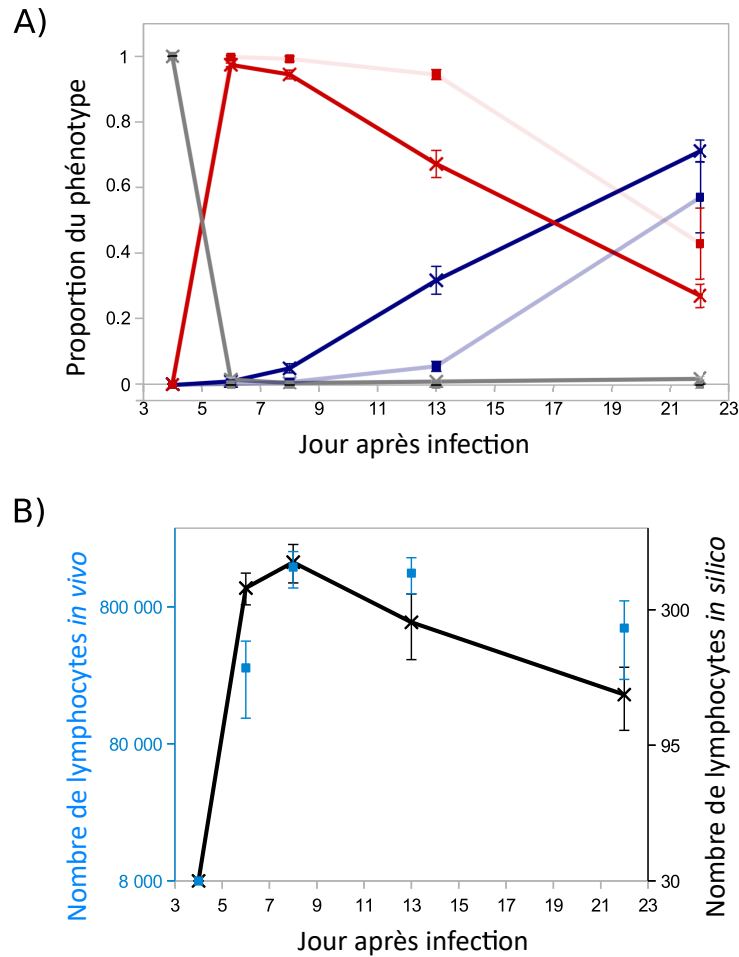 A)
Proportion du phénotype
1
0.8
0.6
0.4
0.2
0
3 5 7 9 11 13 15 17 19 21 23
Jour après infection
B)
Nombre de lymphocytes in vivo
800 000
80 000
8 000
300
95
30
Nombre de lymphocytes in silico
3 5 7 9 11 13 15 17 19 21 23
Jour après infection